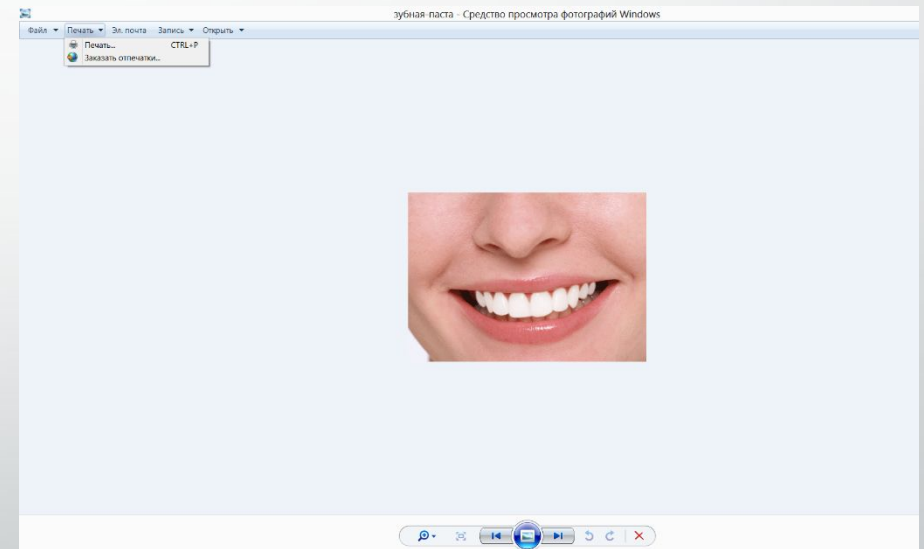 зубная-паста - Средство просмотра фотографий Windows
Файл Печать Эл. почта Запись Открыть
Печать... CTRL+P
Заказать отпечатки...